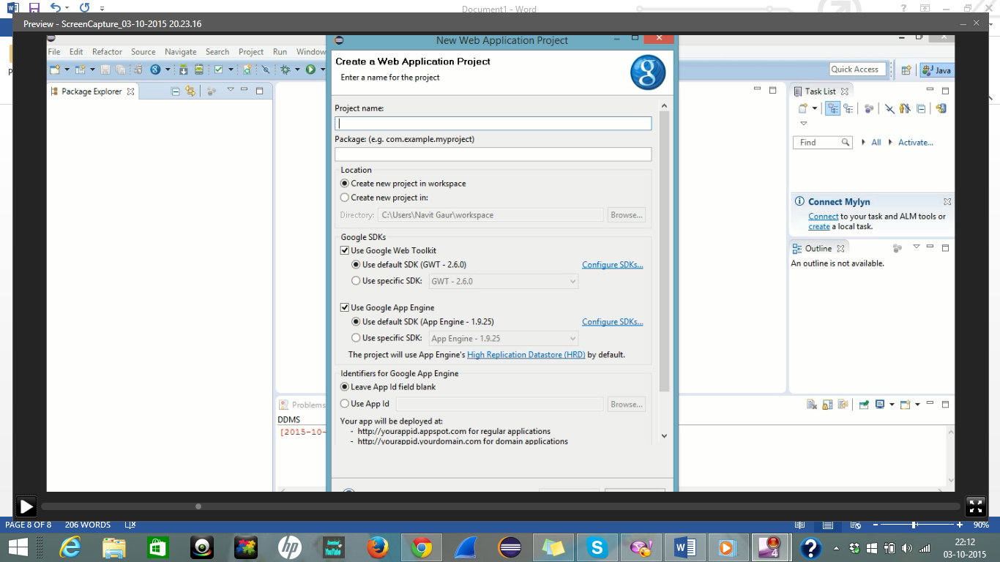 Document1 - Word
Preview - ScreenCapture_03-10-2015 20.23.16
New Web Application Project
File Edit Refactor Source Navigate Search Project Run Window
Create a Web Application Project
Enter a name for the project
Quick Access
Java
Package Explorer
Task List
Project name:
Package: (e.g. com.example.myproject)
Find
All
Activate...
Location
Create new project in workspace
Create new project in:
Directory: C:\Users\Navit Gaur\workspace Browse...
Connect Mylyn
Connect to your task and ALM tools or
create a local task.
Google SDKs
Use Google Web Toolkit
Use default SDK (GWT - 2.6.0) Configure SDKs...
Use specific SDK: GWT - 2.6.0
Outline
An outline is not available.
Use Google App Engine
Use default SDK (App Engine - 1.9.25) Configure SDKs...
Use specific SDK: App Engine - 1.9.25
The project will use App Engine's High Replication Datastore (HRD) by default.
Identifiers for Google App Engine
Leave App Id field blank
Use App Id Browse...
Your app will be deployed at:
- http://yourappid.appspot.com for regular applications
- http://yourappid.yourdomain.com for domain applications
Problems
DDMS
[2015-10-
PAGE 8 OF 8 206 WORDS 90%
22:12
03-10-2015